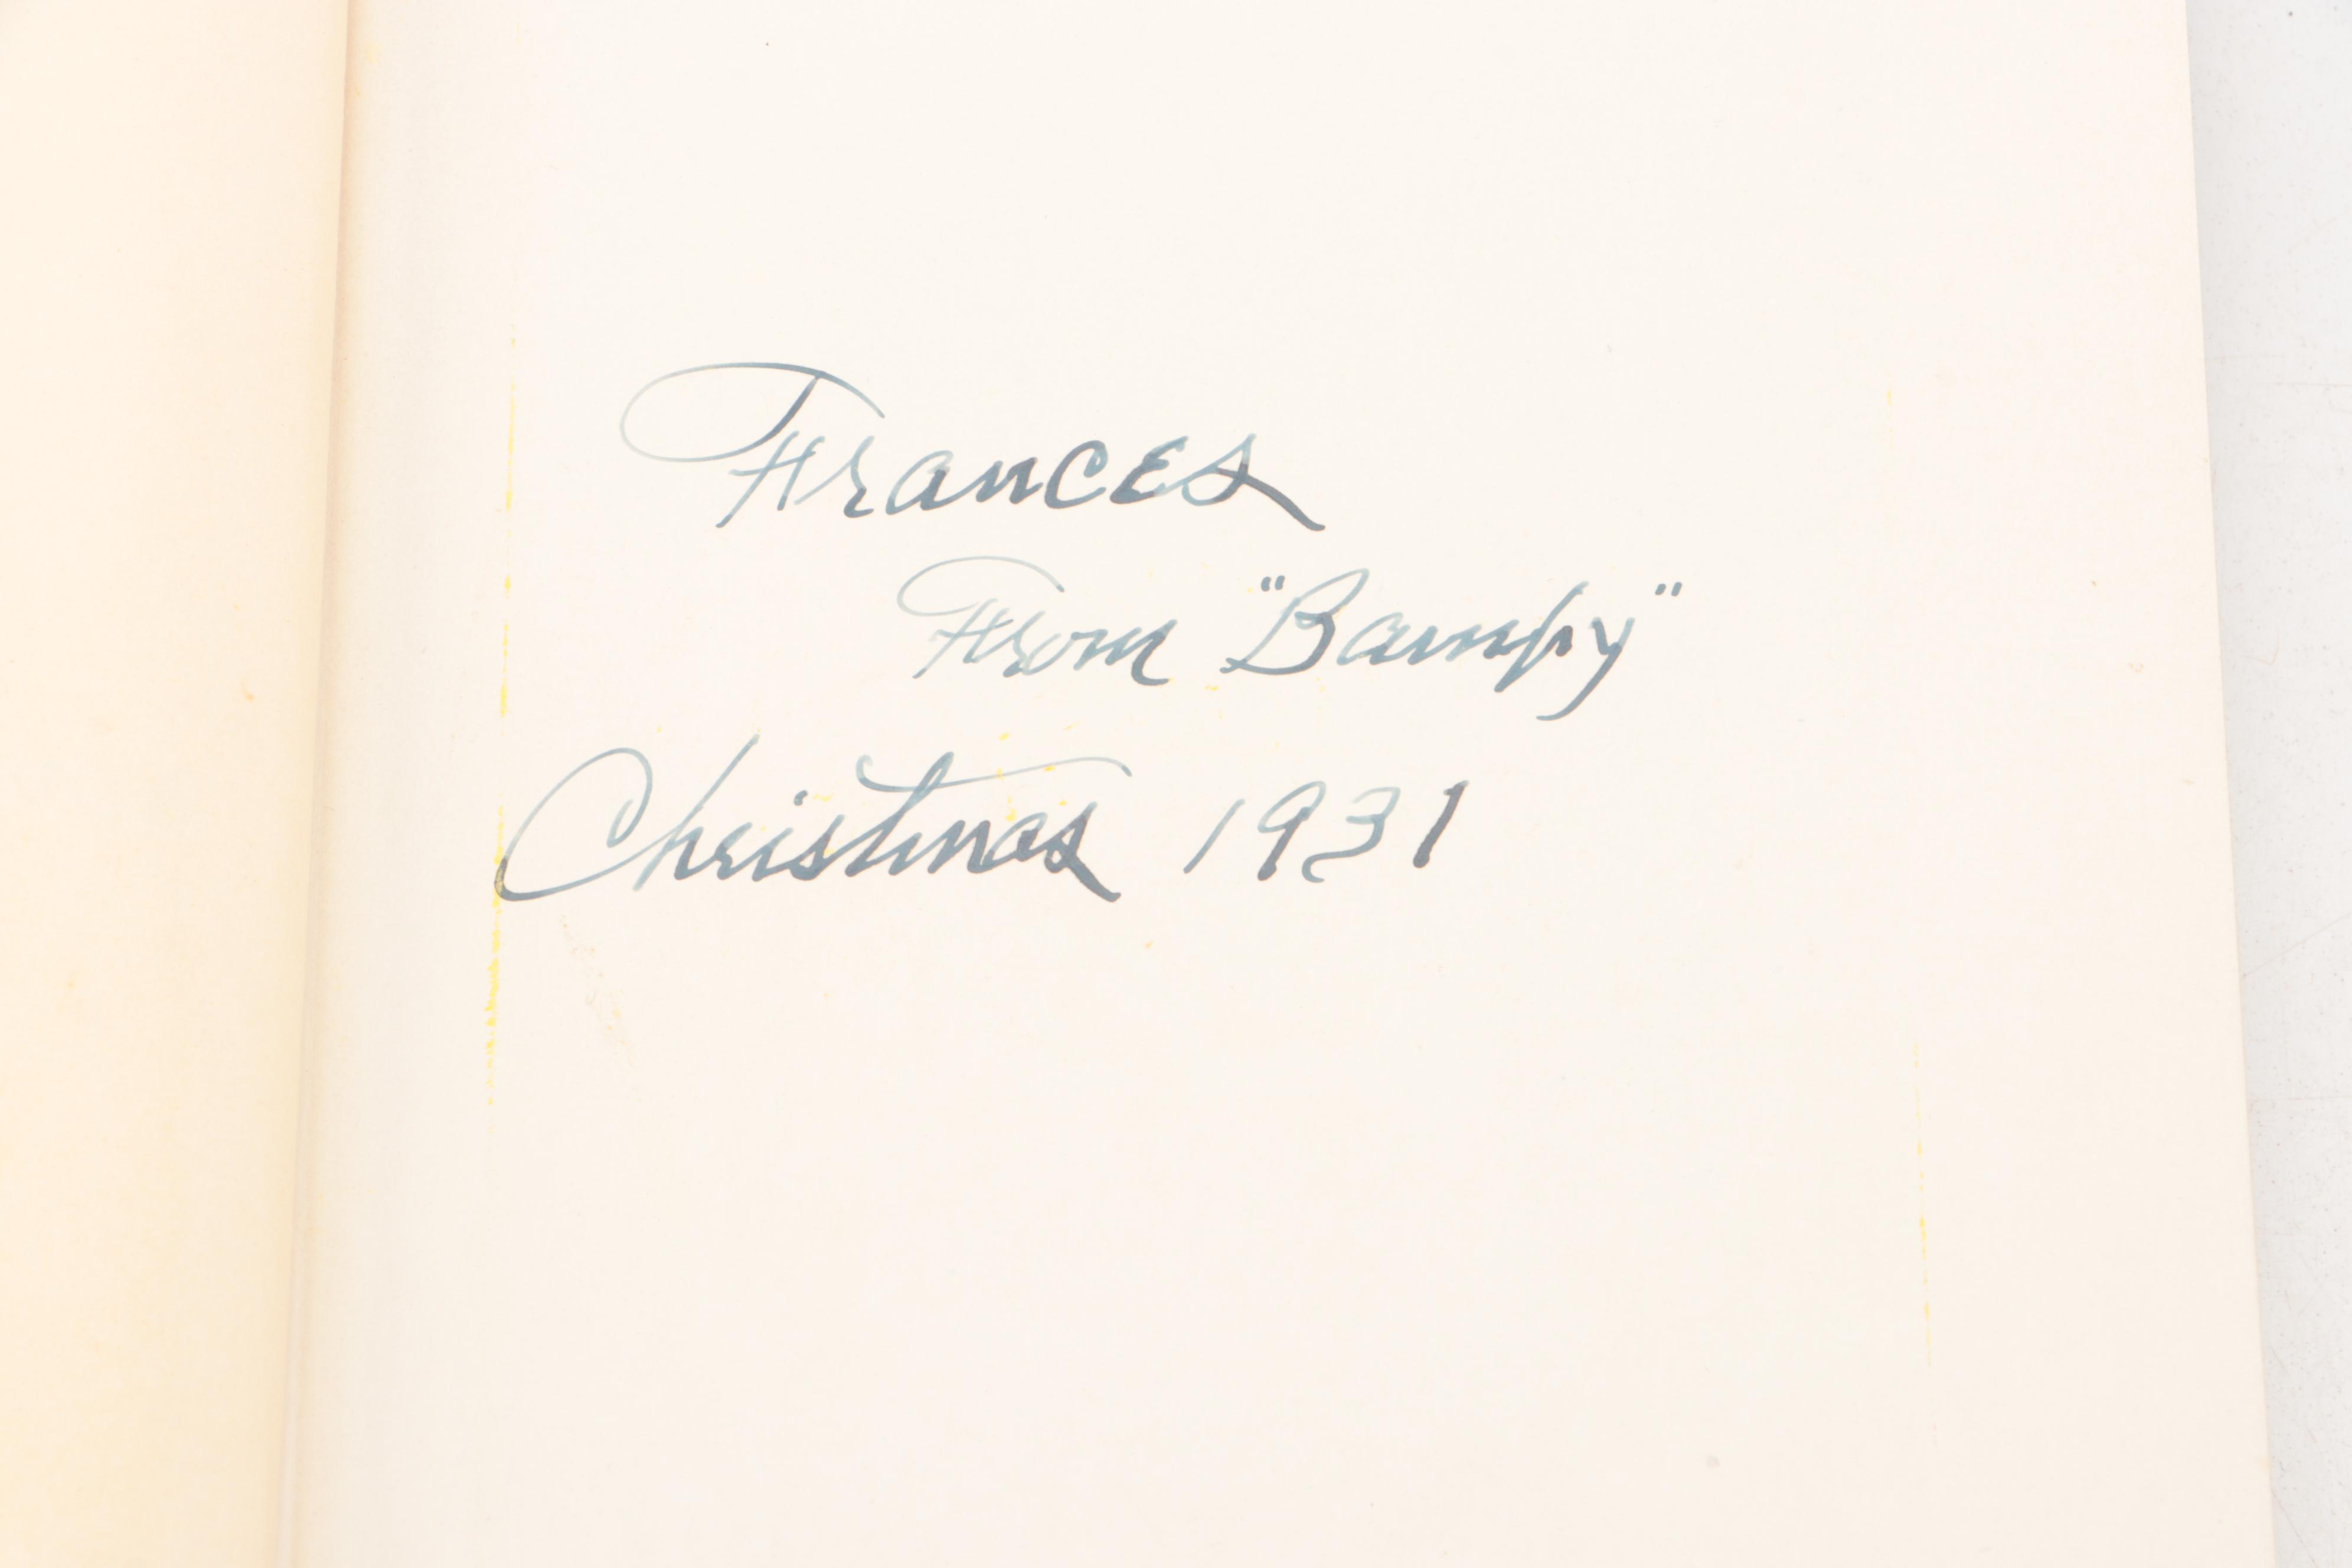 Frances
From "Bampy"
Christmas 1931